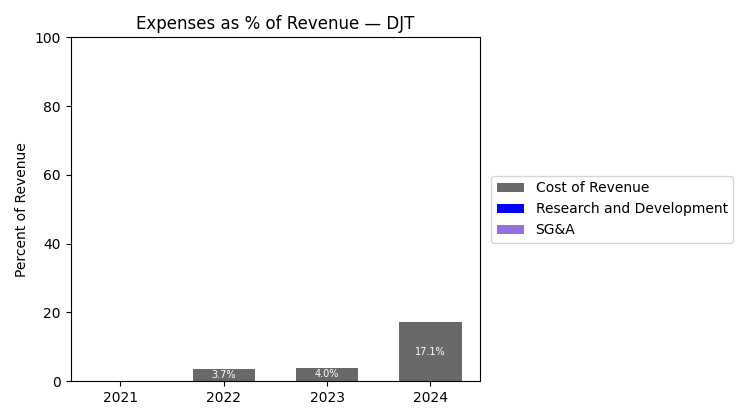 Expenses as % of Revenue — DJT
Percent of Revenue
100
80
60
40
20
0
3.7%
4.0%
17.1%
2021
2022
2023
2024
Cost of Revenue
Research and Development
SG&A